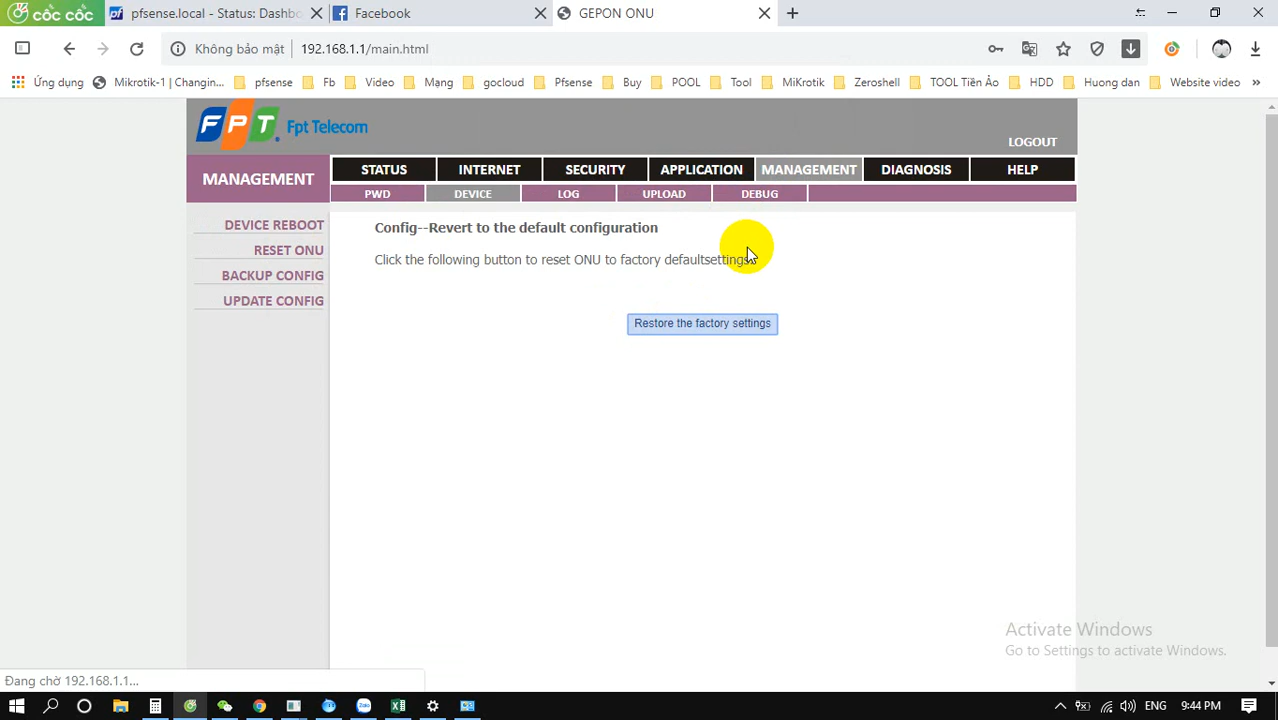 cốc cốc
pfsense.local - Status: Dashbo
Facebook
GEPON ONU
Không bảo mật
192.168.1.1/main.html
Ứng dụng
Mikrotik-1 | Changin...
pfsense
Fb
Video
Mạng
gocloud
Pfsense
Buy
POOL
Tool
MiKrotik
Zeroshell
TOOL Tiền Ảo
HDD
Huong dan
Website video
FPT Fpt Telecom
LOGOUT
MANAGEMENT
STATUS
INTERNET
SECURITY
APPLICATION
MANAGEMENT
DIAGNOSIS
HELP
PWD
DEVICE
LOG
UPLOAD
DEBUG
DEVICE REBOOT
RESET ONU
BACKUP CONFIG
UPDATE CONFIG
Config--Revert to the default configuration
Click the following button to reset ONU to factory defaultsettings.
Restore the factory settings
Activate Windows
Go to Settings to activate Windows.
Đang chờ 192.168.1.1...
ENG
9:44 PM